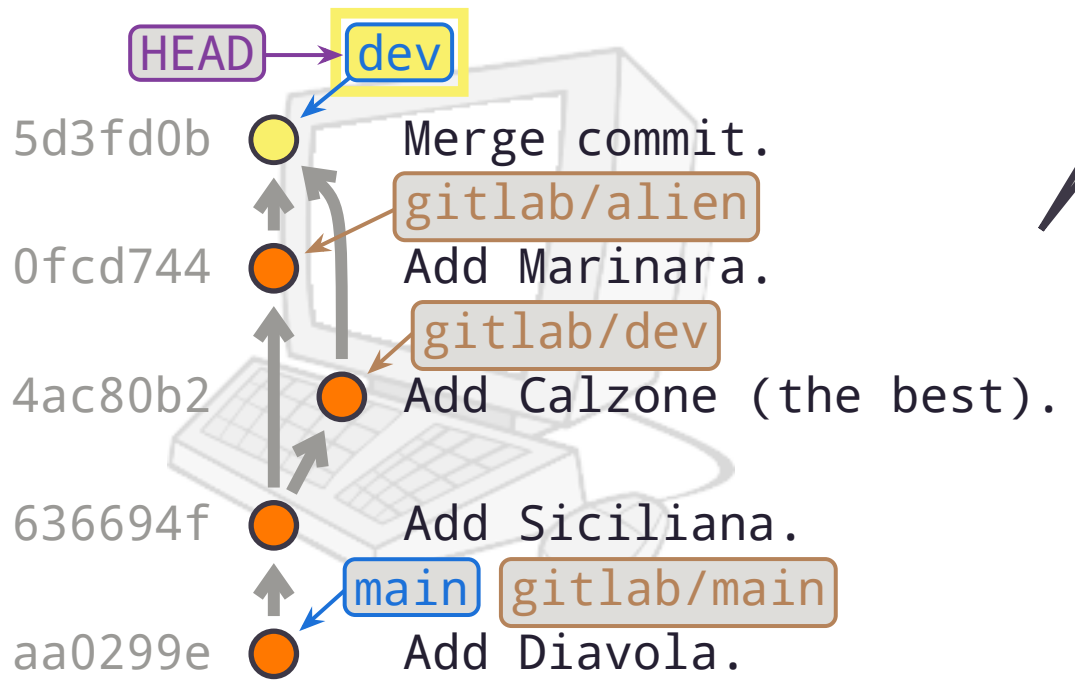 HEAD dev
5d3fd0b Merge commit.
gitlab/alien
0fcd744 Add Marinara.
gitlab/dev
4ac80b2 Add Calzone (the best).
636694f Add Siciliana.
main gitlab/main
aa0299e Add Diavola.